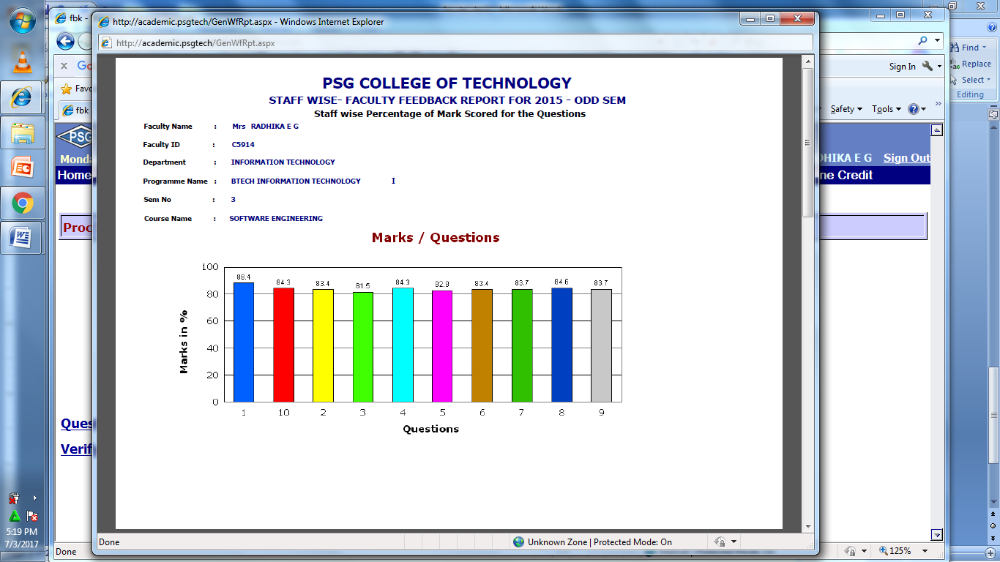 fbk -
http://academic.psgtech/GenWfRpt.aspx - Windows Internet Explorer
http://academic.psgtech/GenWfRpt.aspx
Find
Replace
Select
Editing
x Go
Sign In
Favo
fbk
Safety Tools
PSG
Monda
DHIKA E G Sign Out
Home
ne Credit
Proc
PSG COLLEGE OF TECHNOLOGY
STAFF WISE- FACULTY FEEDBACK REPORT FOR 2015 - ODD SEM
Staff wise Percentage of Mark Scored for the Questions
Faculty Name : Mrs RADHIKA E G
Faculty ID : C5914
Department : INFORMATION TECHNOLOGY
Programme Name : BTECH INFORMATION TECHNOLOGY
Sem No : 3
Course Name : SOFTWARE ENGINEERING
Marks / Questions
Marks in %
100
80
60
40
20
0
88.4 84.3 83.4 81.5 84.3 82.8 83.4 83.7 84.6 83.7
1 10 2 3 4 5 6 7 8 9
Questions
Ques
Verif
Done
Unknown Zone | Protected Mode: On
Done
125%
5:19 PM
7/3/2017